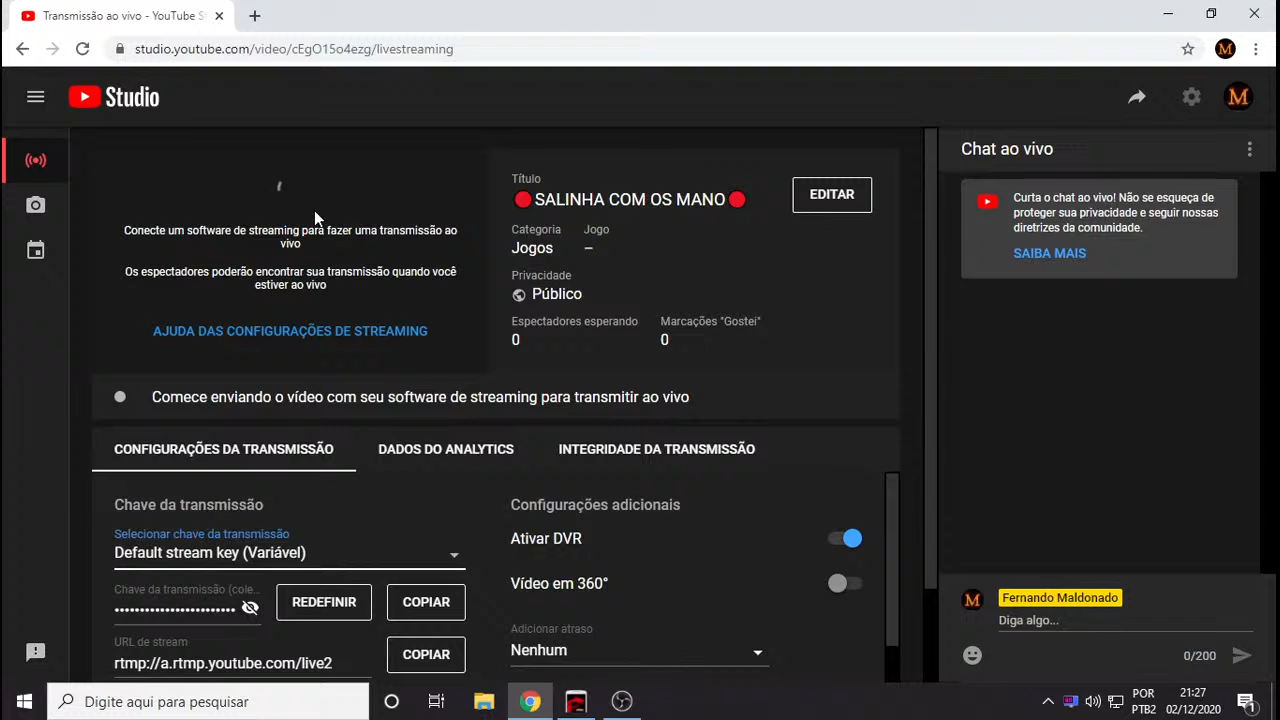 Transmissão ao vivo - YouTube S
studio.youtube.com/video/cEgO15o4ezg/livestreaming
M
Studio
M
Conecte um software de streaming para fazer uma transmissão ao
vivo
Os espectadores poderão encontrar sua transmissão quando você
estiver ao vivo
AJUDA DAS CONFIGURAÇÕES DE STREAMING
Título
🔴SALINHA COM OS MANO🔴
EDITAR
Categoria Jogo
Jogos –
Privacidade
Público
Espectadores esperando Marcações "Gostei"
0 0
Chat ao vivo
Curta o chat ao vivo! Não se esqueça de
proteger sua privacidade e seguir nossas
diretrizes da comunidade.
SAIBA MAIS
Comece enviando o vídeo com seu software de streaming para transmitir ao vivo
CONFIGURAÇÕES DA TRANSMISSÃO DADOS DO ANALYTICS INTEGRIDADE DA TRANSMISSÃO
Chave da transmissão
Selecionar chave da transmissão
Default stream key (Variável)
Chave da transmissão (cole...
••••••••••••••••••••••••
REDEFINIR COPIAR
URL de stream
rtmp://a.rtmp.youtube.com/live2
COPIAR
Configurações adicionais
Ativar DVR
Vídeo em 360°
Adicionar atraso
Nenhum
M
Fernando Maldonado
Diga algo...
0/200
Digite aqui para pesquisar
POR
PTB2
21:27
02/12/2020
1